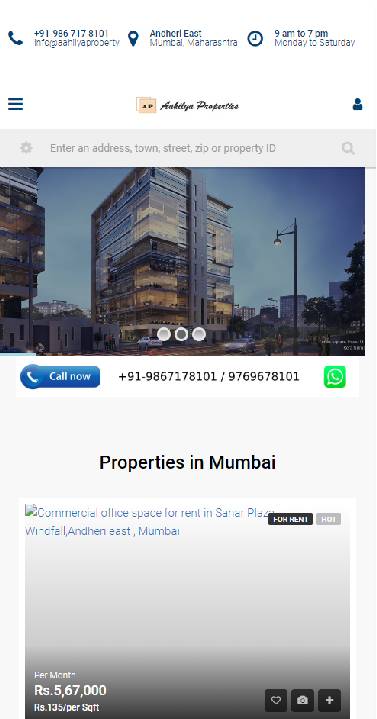 +91-986 717 8101
info@aahilyaproperty
Andheri East
Mumbai, Maharashtra
9 am to 7 pm
Monday to Saturday
A P Aahilya Properties
Enter an address, town, street, zip or property ID
Call now +91-9867178101 / 9769678101
Properties in Mumbai
Commercial office space for rent in Sahar Plaza
Windfall,Andheri east , Mumbai
FOR RENT HOT
Per Month
Rs.5,67,000
Rs.135/per Sqft